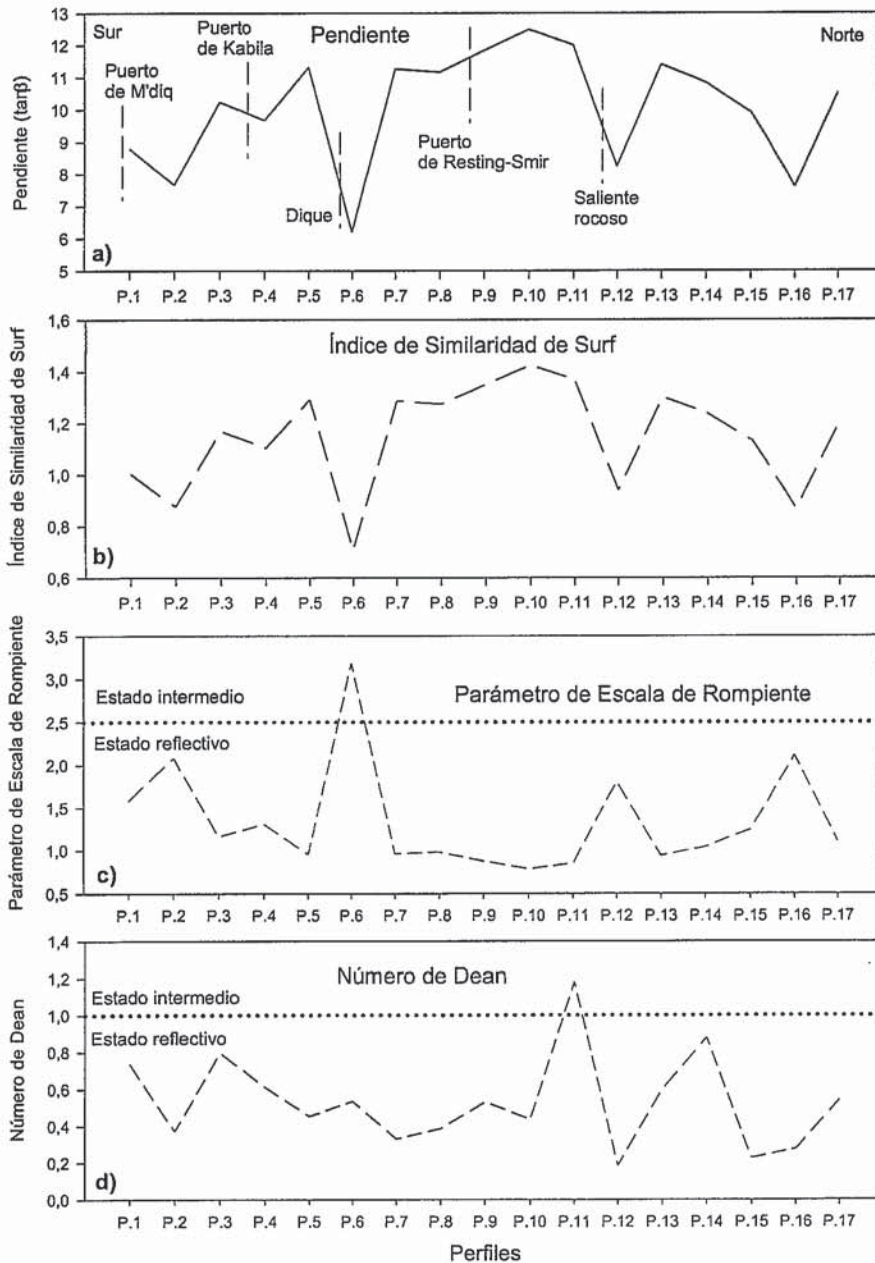 Pendiente (tanβ)
13
12
11
10
9
8
7
6
5
Sur
Puerto
de M'diq
Puerto
de Kabila
Pendiente
Norte
Dique
Puerto
de Resting-Smir
Saliente
rocoso
a)
P.1 P.2 P.3 P.4 P.5 P.6 P.7 P.8 P.9 P.10 P.11 P.12 P.13 P.14 P.15 P.16 P.17
Índice de Similaridad de Surf
1,6
1,4
1,2
1,0
0,8
0,6
Índice de Similaridad de Surf
b)
P.1 P.2 P.3 P.4 P.5 P.6 P.7 P.8 P.9 P.10 P.11 P.12 P.13 P.14 P.15 P.16 P.17
Parámetro de Escala de Rompiente
3,5
3,0
2,5
2,0
1,5
1,0
0,5
Estado intermedio
Parámetro de Escala de Rompiente
Estado reflectivo
c)
P.1 P.2 P.3 P.4 P.5 P.6 P.7 P.8 P.9 P.10 P.11 P.12 P.13 P.14 P.15 P.16 P.17
Número de Dean
1,4
1,2
1,0
0,8
0,6
0,4
0,2
0,0
Número de Dean
Estado intermedio
Estado reflectivo
d)
P.1 P.2 P.3 P.4 P.5 P.6 P.7 P.8 P.9 P.10 P.11 P.12 P.13 P.14 P.15 P.16 P.17
Perfiles